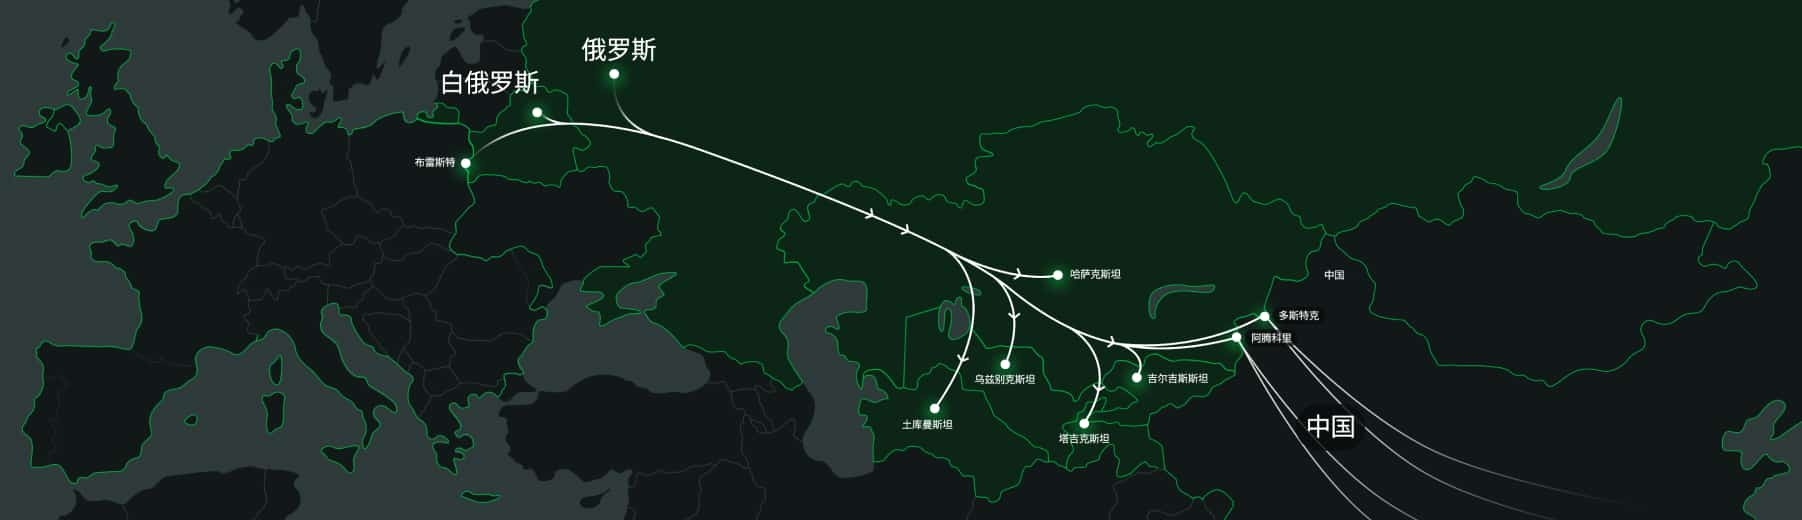 俄罗斯
白俄罗斯
布雷斯特
哈萨克斯坦
中国
多斯特克
阿腾科里
乌兹别克斯坦
吉尔吉斯斯坦
土库曼斯坦
中国
塔吉克斯坦